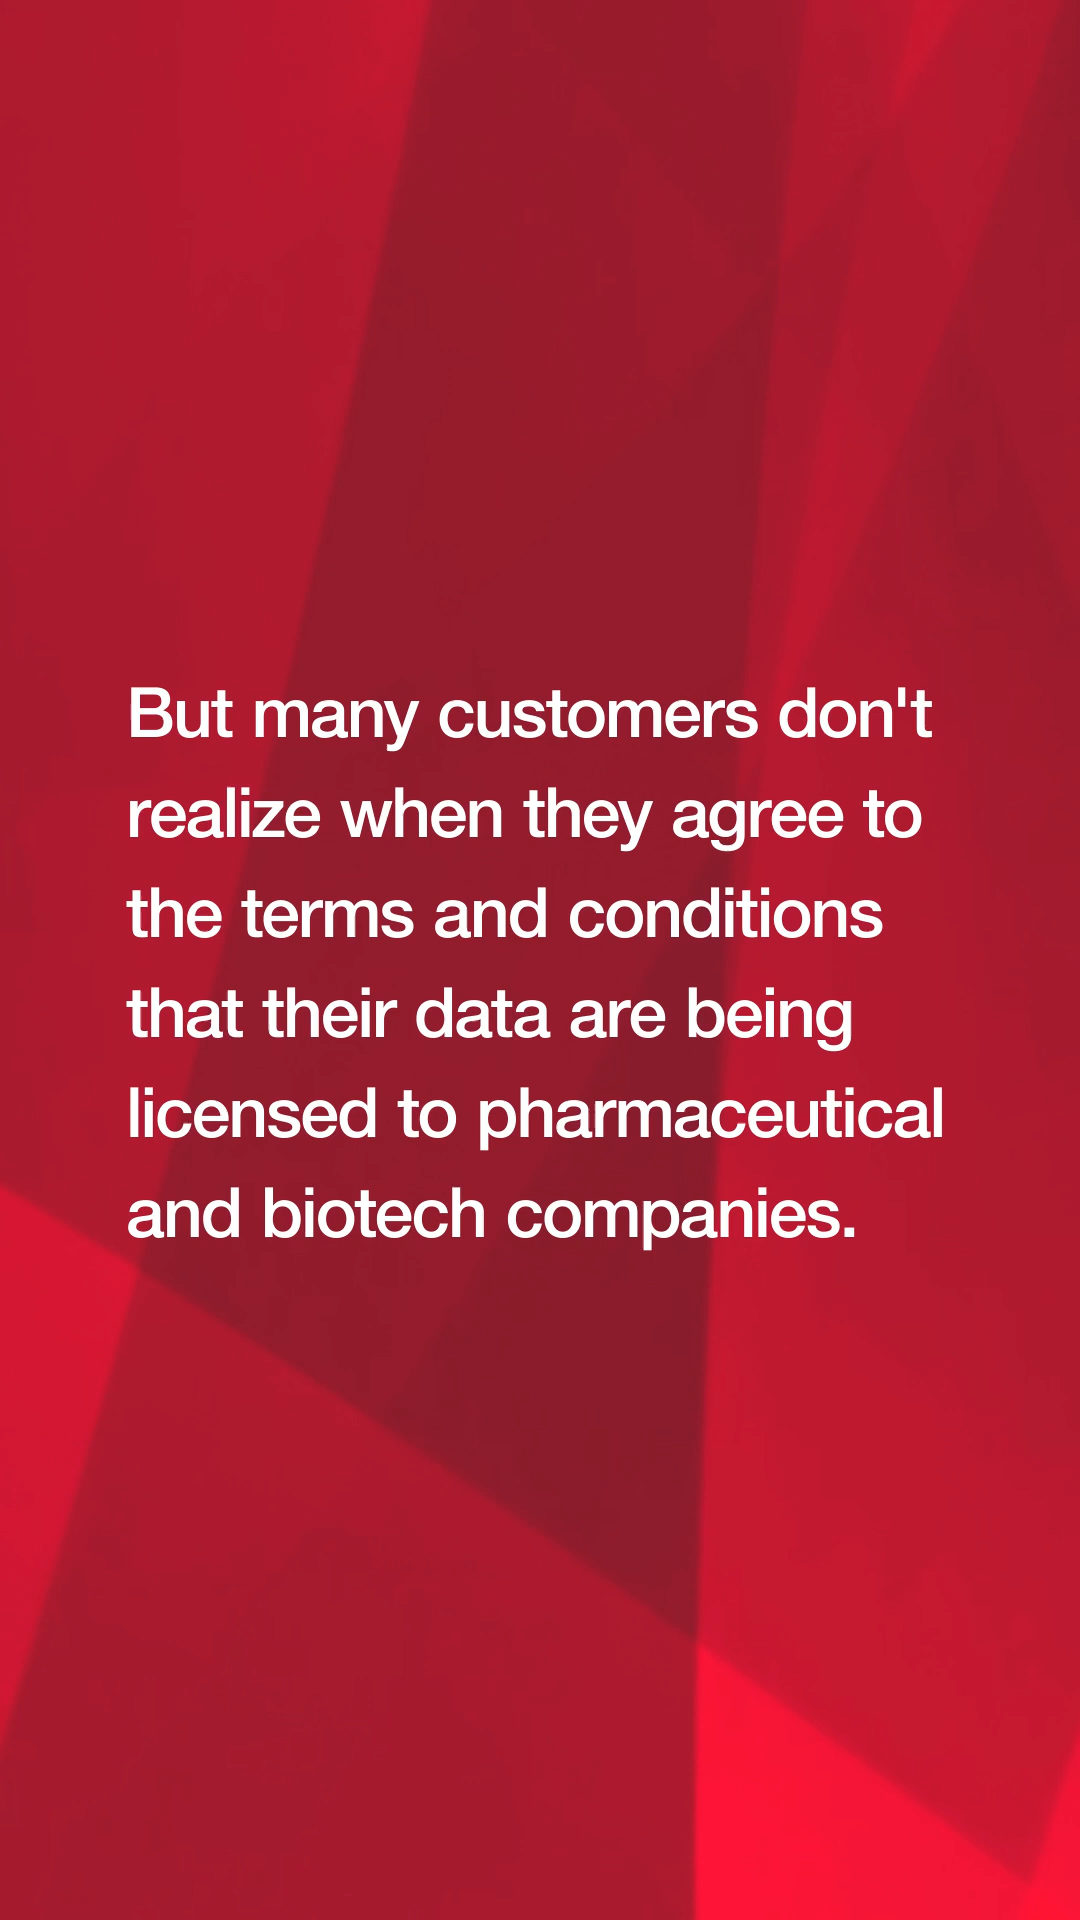 But many customers don't
realize when they agree to
the terms and conditions
that their data are being
licensed to pharmaceutical
and biotech companies.